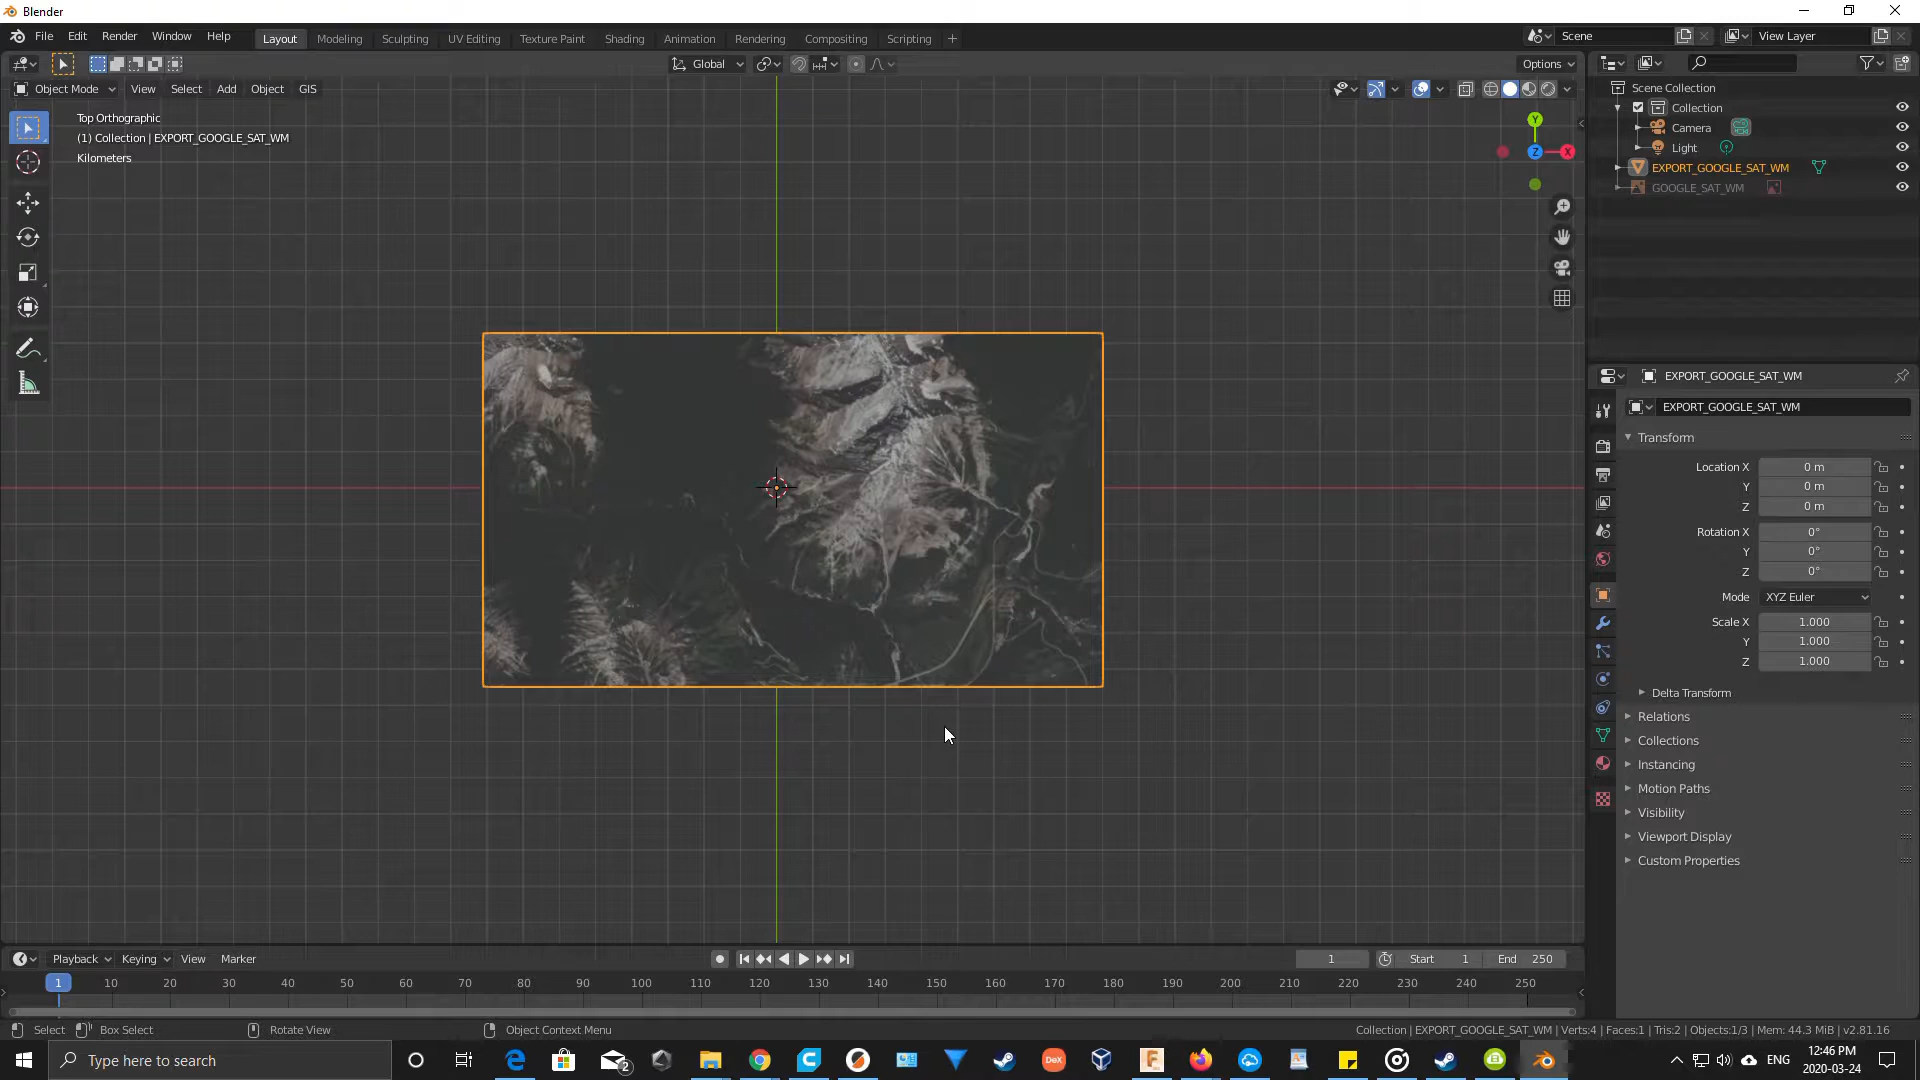 Blender
File Edit Render Window Help
Layout Modeling Sculpting UV Editing Texture Paint Shading Animation Rendering Compositing Scripting +
Scene
View Layer
Global
Options
Object Mode View Select Add Object GIS
Top Orthographic
(1) Collection | EXPORT_GOOGLE_SAT_WM
Kilometers
Y
Z
X
Scene Collection
Collection
Camera
Light
EXPORT_GOOGLE_SAT_WM
GOOGLE_SAT_WM
EXPORT_GOOGLE_SAT_WM
EXPORT_GOOGLE_SAT_WM
Transform
Location X 0 m
Y 0 m
Z 0 m
Rotation X 0°
Y 0°
Z 0°
Mode XYZ Euler
Scale X 1.000
Y 1.000
Z 1.000
Delta Transform
Relations
Collections
Instancing
Motion Paths
Visibility
Viewport Display
Custom Properties
Playback Keying View Marker
1
Start 1
End 250
1 10 20 30 40 50 60 70 80 90 100 110 120 130 140 150 160 170 180 190 200 210 220 230 240 250
Select Box Select Rotate View Object Context Menu
Collection | EXPORT_GOOGLE_SAT_WM | Verts:4 | Faces:1 | Tris:2 | Objects:1/3 | Mem: 44.3 MiB | v2.81.16
Type here to search
2
DeX
ENG
12:46 PM
2020-03-24